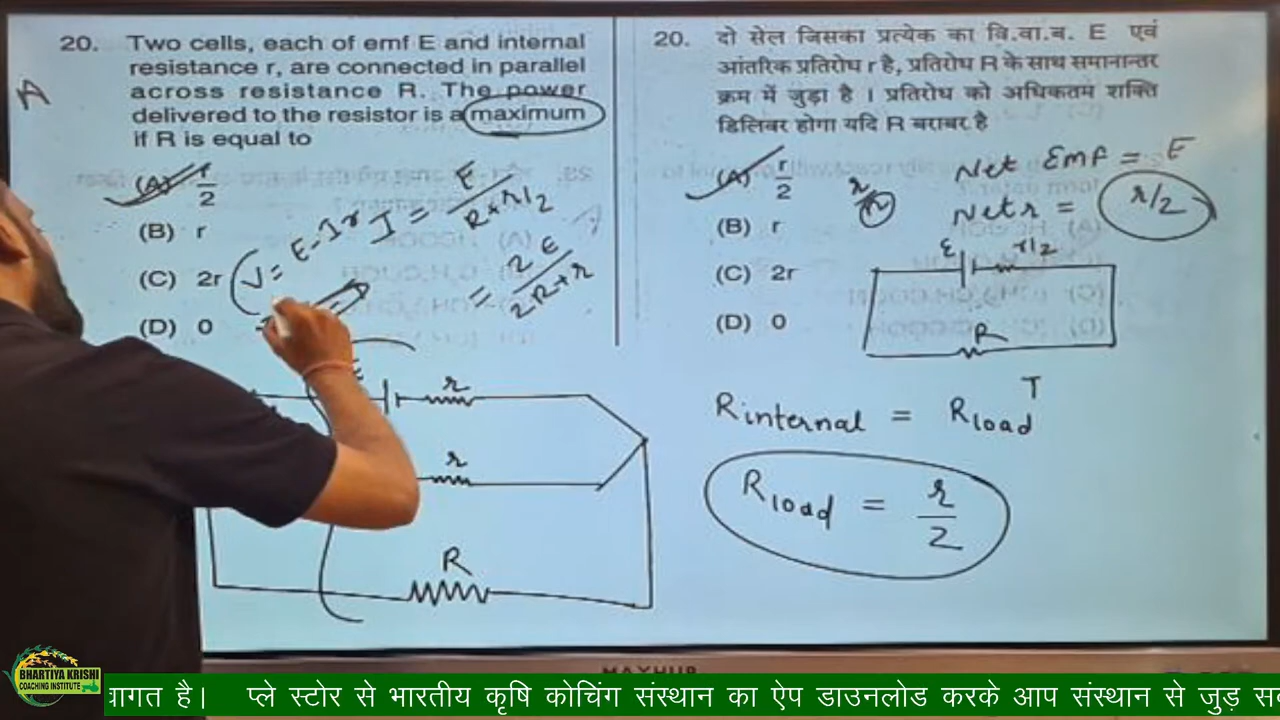 20. Two cells, each of emf E and internal
resistance r, are connected in parallel
across resistance R. The power
delivered to the resistor is a maximum
if R is equal to
A
(A) r/2
(B) r
(C) 2r
(D) 0
I = E/(R+r/2)
= 2E/(2R+r)
V = E-Ir
r
r
R
20. दो सेल जिसका प्रत्येक का वि.वा.ब. E एवं
आंतरिक प्रतिरोध r है, प्रतिरोध R के साथ समानान्तर
क्रम में जुड़ा है । प्रतिरोध को अधिकतम शक्ति
डिलिबर होगा यदि R बराबर है
(A) r/2
(B) r
(C) 2r
(D) 0
Net Emf = E
Net r = r/2
E r/2
R
Rinternal = Rload
Rload = r/2
BHARTIYA KRISHI
COACHING INSTITUTE
वागत है। प्ले स्टोर से भारतीय कृषि कोचिंग संस्थान का ऐप डाउनलोड करके आप संस्थान से जुड़